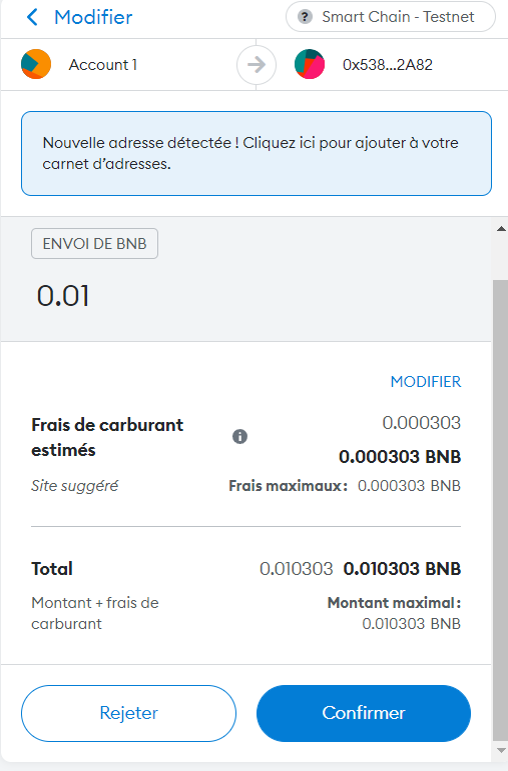 Modifier
? Smart Chain - Testnet
Account 1
0x538...2A82
Nouvelle adresse détectée ! Cliquez ici pour ajouter à votre
carnet d'adresses.
ENVOI DE BNB
0.01
MODIFIER
Frais de carburant
estimés
0.000303
0.000303 BNB
Site suggéré
Frais maximaux : 0.000303 BNB
Total
0.010303 0.010303 BNB
Montant + frais de
carburant
Montant maximal :
0.010303 BNB
Rejeter
Confirmer